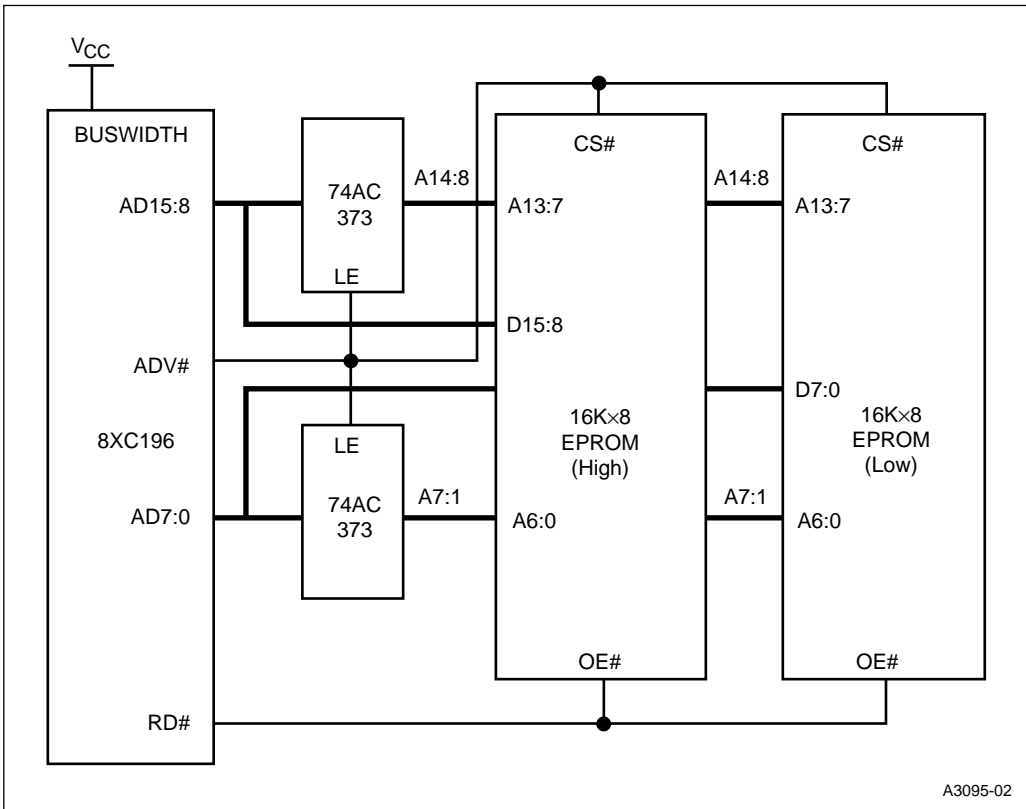 VCC
BUSWIDTH
AD15:8
ADV#
8XC196
AD7:0
RD#
74AC
373
LE
A14:8
LE
74AC
373
A7:1
CS#
A13:7
D15:8
16K×8
EPROM
(High)
A6:0
OE#
A14:8
A7:1
CS#
A13:7
D7:0
16K×8
EPROM
(Low)
A6:0
OE#
A3095-02